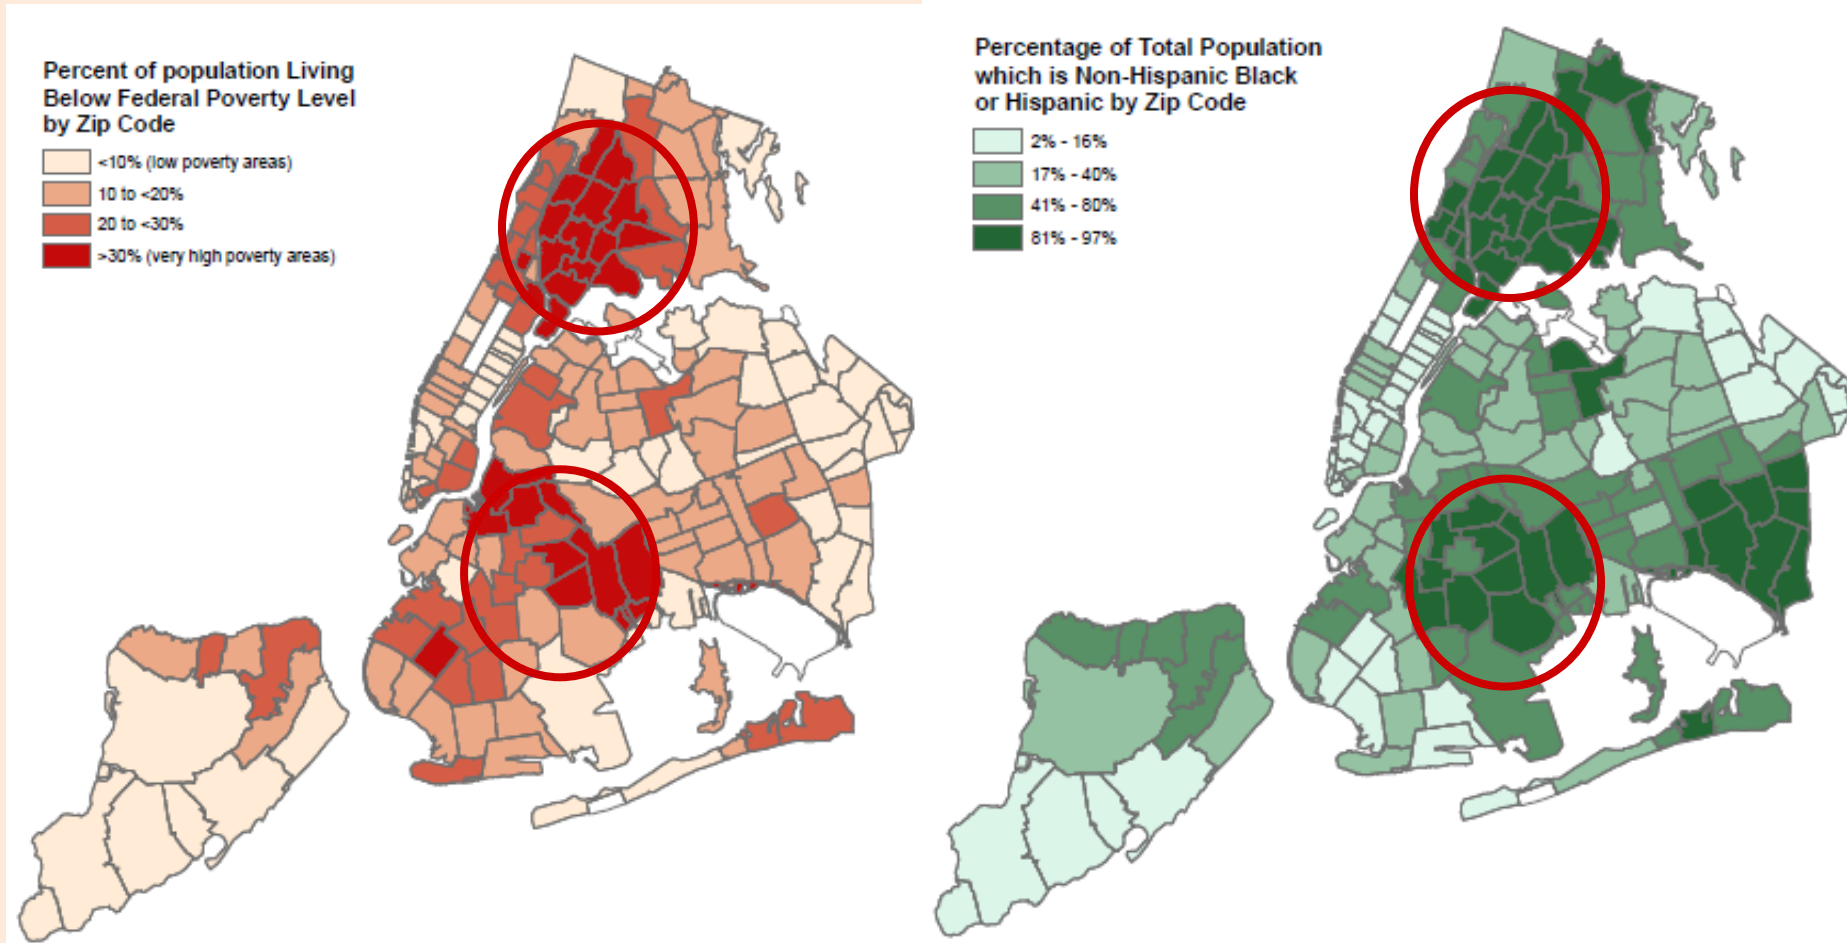 Percent of population Living
Below Federal Poverty Level
by Zip Code
<10% (low poverty areas)
10 to <20%
20 to <30%
>30% (very high poverty areas)
Percentage of Total Population
which is Non-Hispanic Black
or Hispanic by Zip Code
2% - 16%
17% - 40%
41% - 80%
81% - 97%